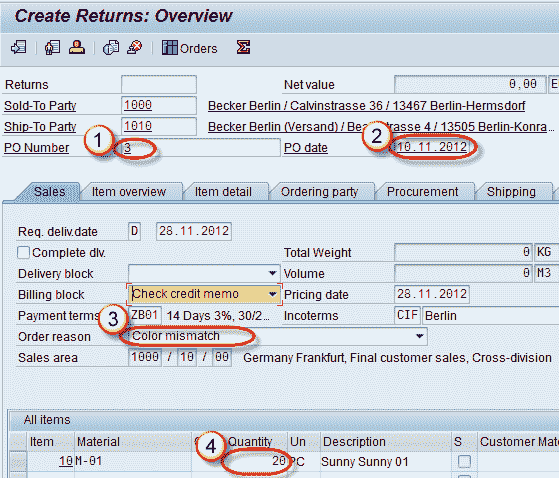 Create Returns: Overview
Orders
Returns Net value 0,00 E
Sold-To Party 1000 Becker Berlin / Calvinstrasse 36 / 13467 Berlin-Hermsdorf
1 2
Ship-To Party 1010 Becker Berlin (Versand) / strasse 4 / 13505 Berlin-Konra...
PO Number 3 PO date 10.11.2012
Sales Item overview Item detail Ordering party Procurement Shipping
Req. deliv.date D 28.11.2012
Complete dlv. Total Weight 0 KG
Delivery block Volume 0 M3
Billing block Check credit memo Pricing date 28.11.2012
Payment terms ZB01 14 Days 3%, 30/2... Incoterms CIF Berlin
3
Order reason Color mismatch
Sales area 1000 / 10 / 00 Germany Frankfurt, Final customer sales, Cross-division
All items
4
Item Material Quantity Un Description S Customer Mate
10 M-01 20 PC Sunny Sunny 01